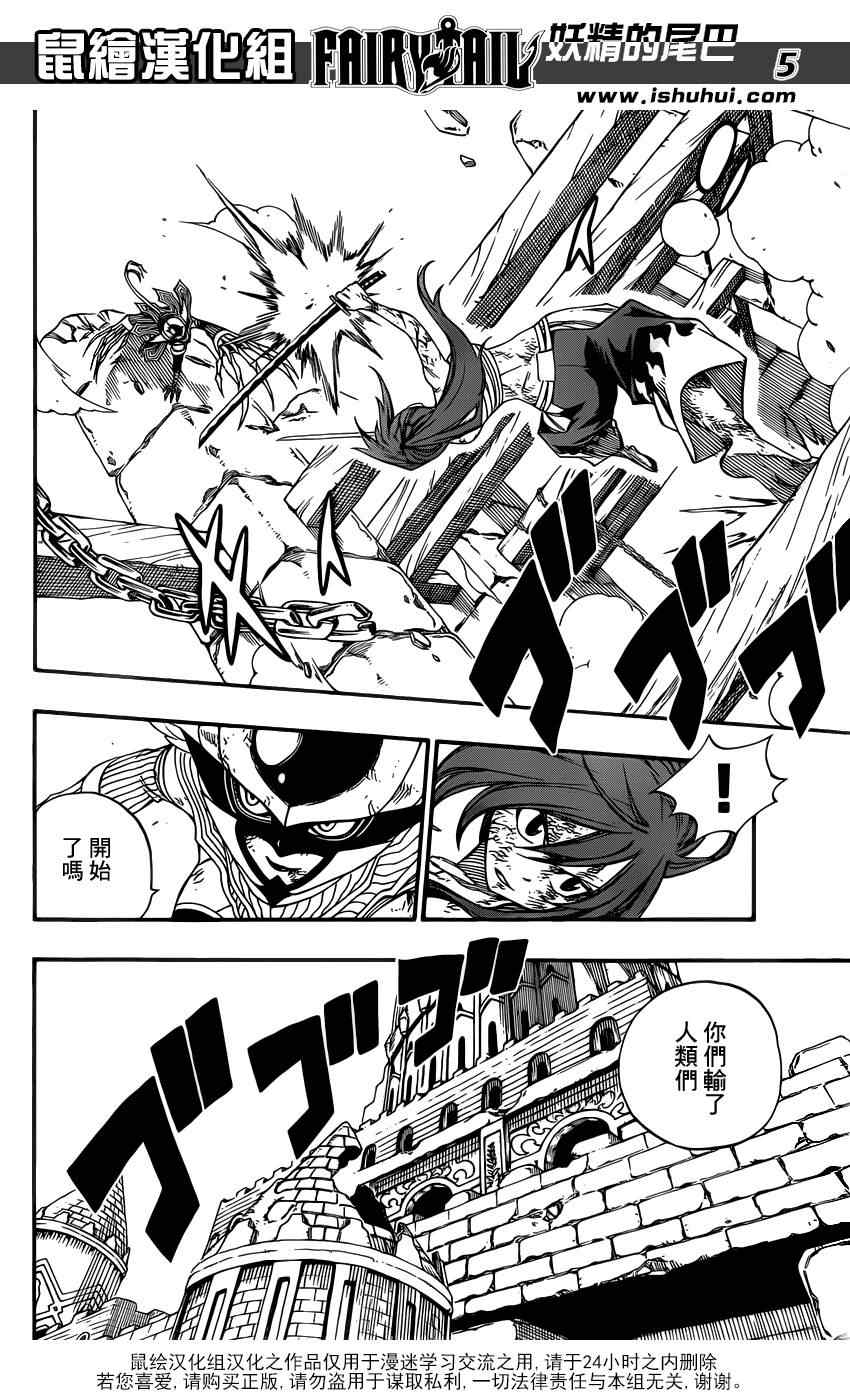 鼠繪漢化組 FAIRY TAIL 妖精的尾巴 5
www.ishuhui.com
ゴゴゴ
!
開始
了嗎
ゴゴゴ
你們輸了
人類們
鼠绘汉化组汉化之作品仅用于漫迷学习交流之用, 请于24小时之内删除
若您喜爱, 请购买正版, 请勿盗用于谋取私利, 一切法律责任与本组无关, 谢谢.